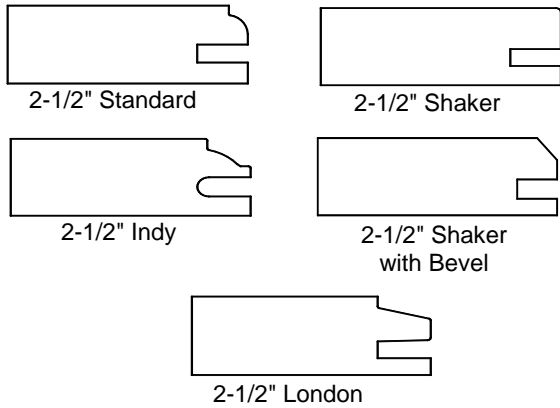 2-1/2" Standard
2-1/2" Shaker
2-1/2" Indy
2-1/2" Shaker
with Bevel
2-1/2" London